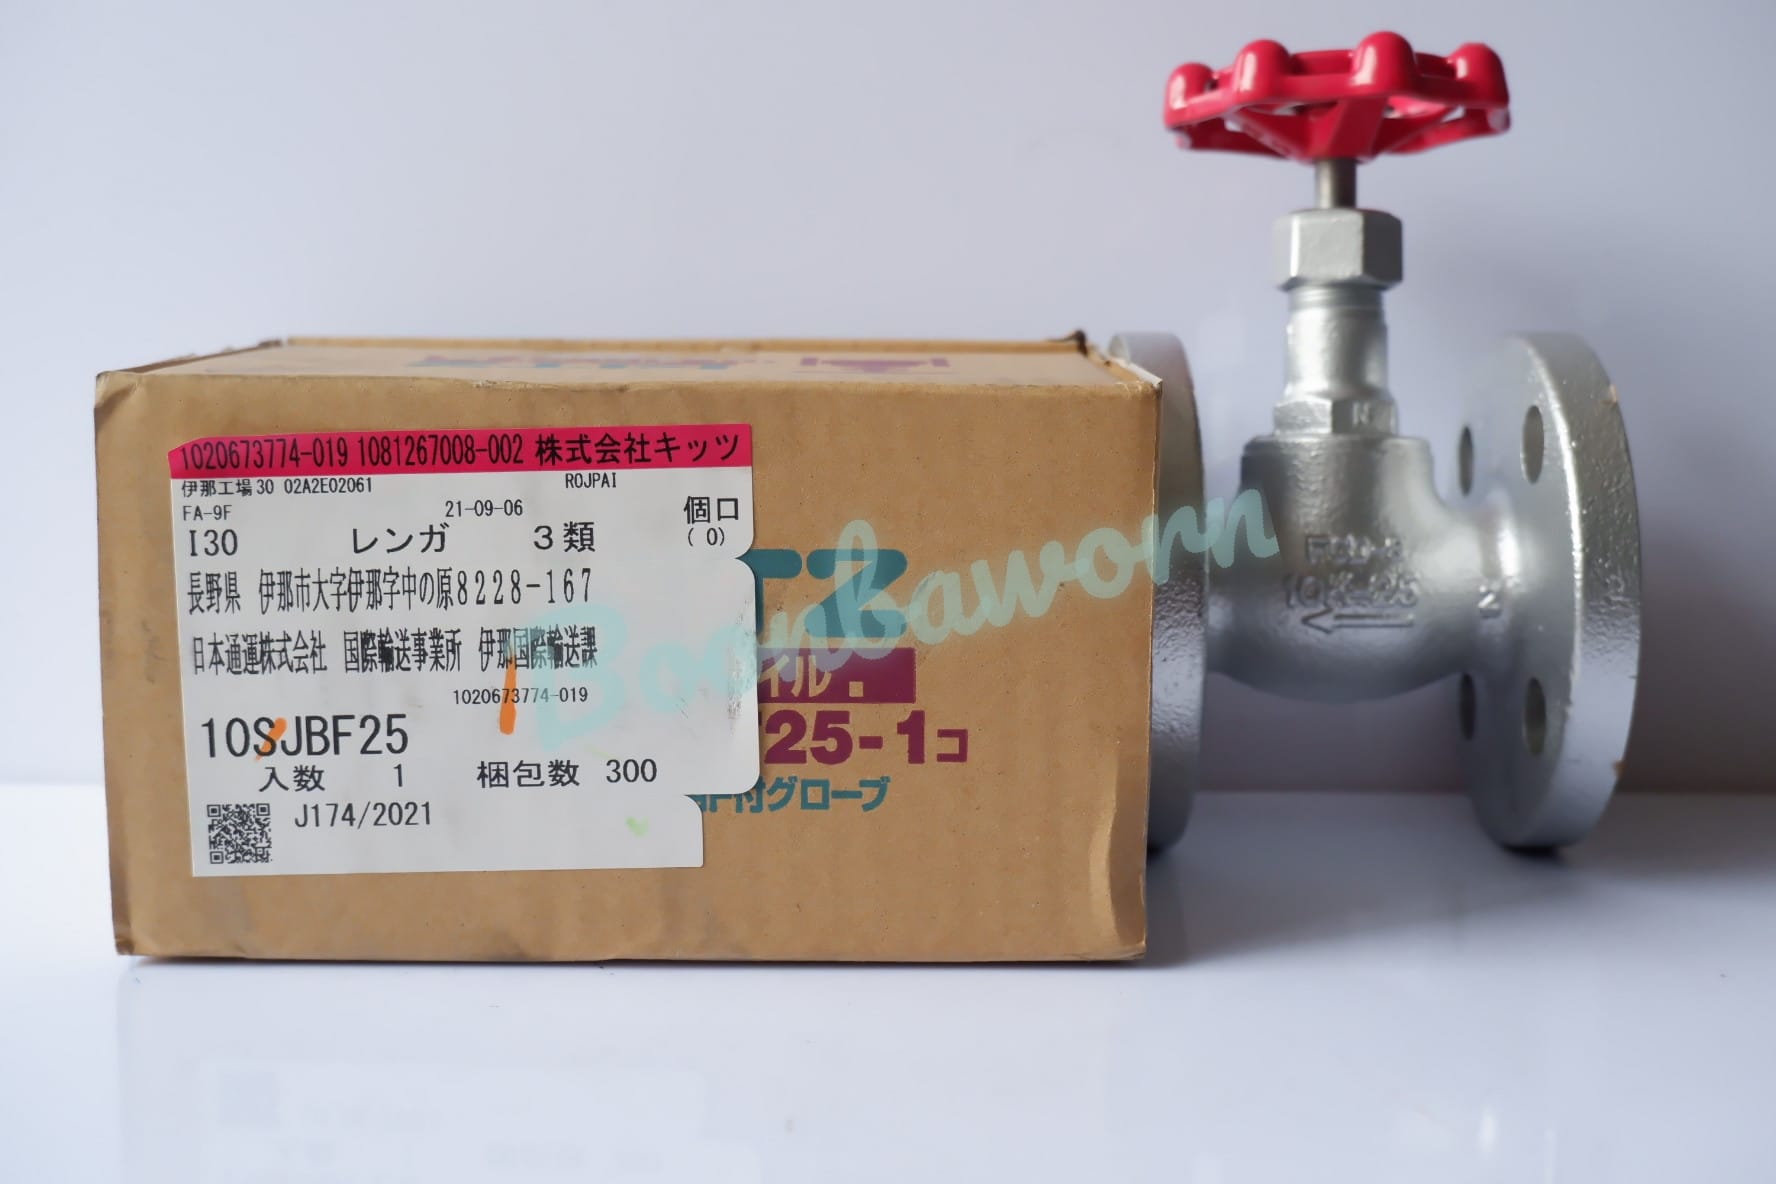 1020673774-019 1081267008-002 株式会社キッツ
伊那工場30 02A2E02061 ROJPAI
FA-9F 21-09-06 個口
I30 レンガ 3類 (0)
長野県 伊那市大字伊那字中の原8228-167
日本通運株式会社 国際輸送事業所 伊那国際輸送課
1020673774-019
10SJBF25
入数 1 梱包数 300
J174/2021
TZ
イル.
25-1コ
付グローブ
Boonbaworn
10K
N